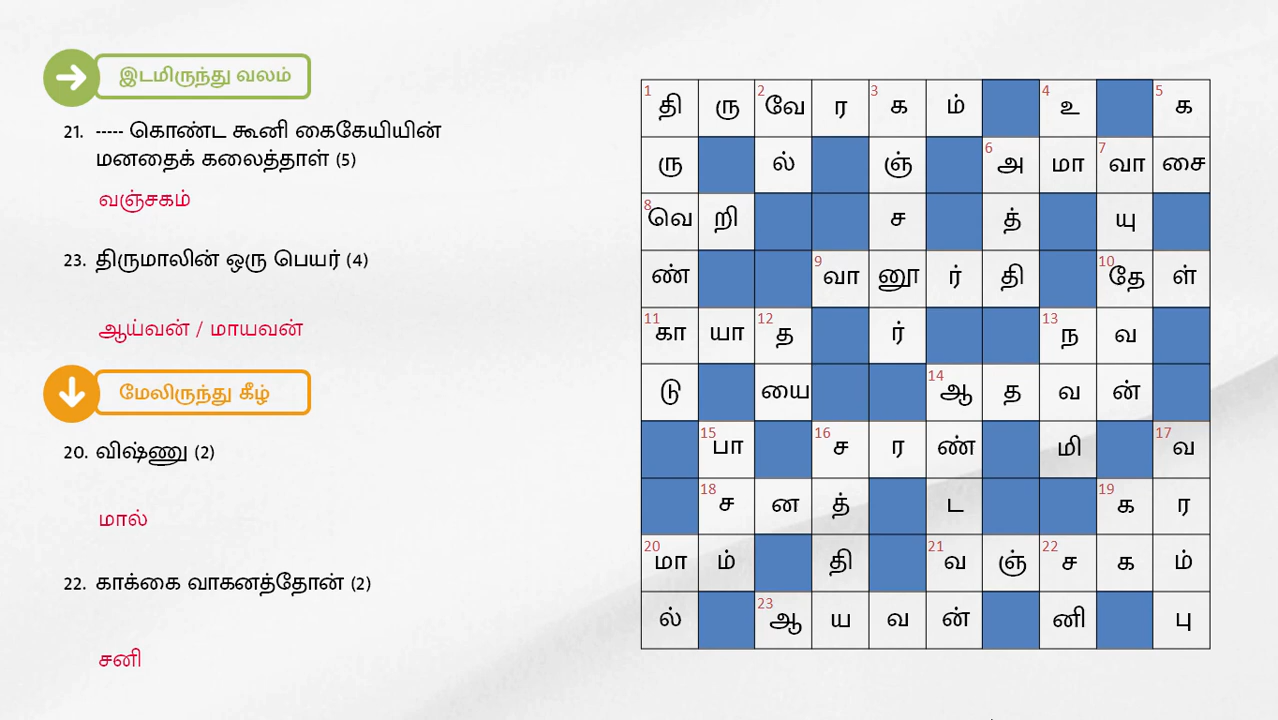 இடமிருந்து வலம்
21. ----- கொண்ட கூனி கைகேயியின்
மனதைக் கலைத்தாள் (5)
வஞ்சகம்
23. திருமாலின் ஒரு பெயர் (4)
ஆய்வன் / மாயவன்
மேலிருந்து கீழ்
20. விஷ்ணு (2)
மால்
22. காக்கை வாகனத்தோன் (2)
சனி
1 தி ரு 2 வே ர 3 க ம் 4 உ 5 க
ரு ல் ஞ் 6 அ மா 7 வா சை
8 வெ றி ச த் யு
ண் 9 வா னூ ர் தி 10 தே ள்
11 கா யா 12 த ர் 13 ந வ
டு யை 14 ஆ த வ ன்
15 பா 16 ச ர ண் மி 17 வ
18 ச ன த் ட 19 க ர
20 மா ம் தி 21 வ ஞ் 22 ச க ம்
ல் 23 ஆ ய வ ன் னி பு